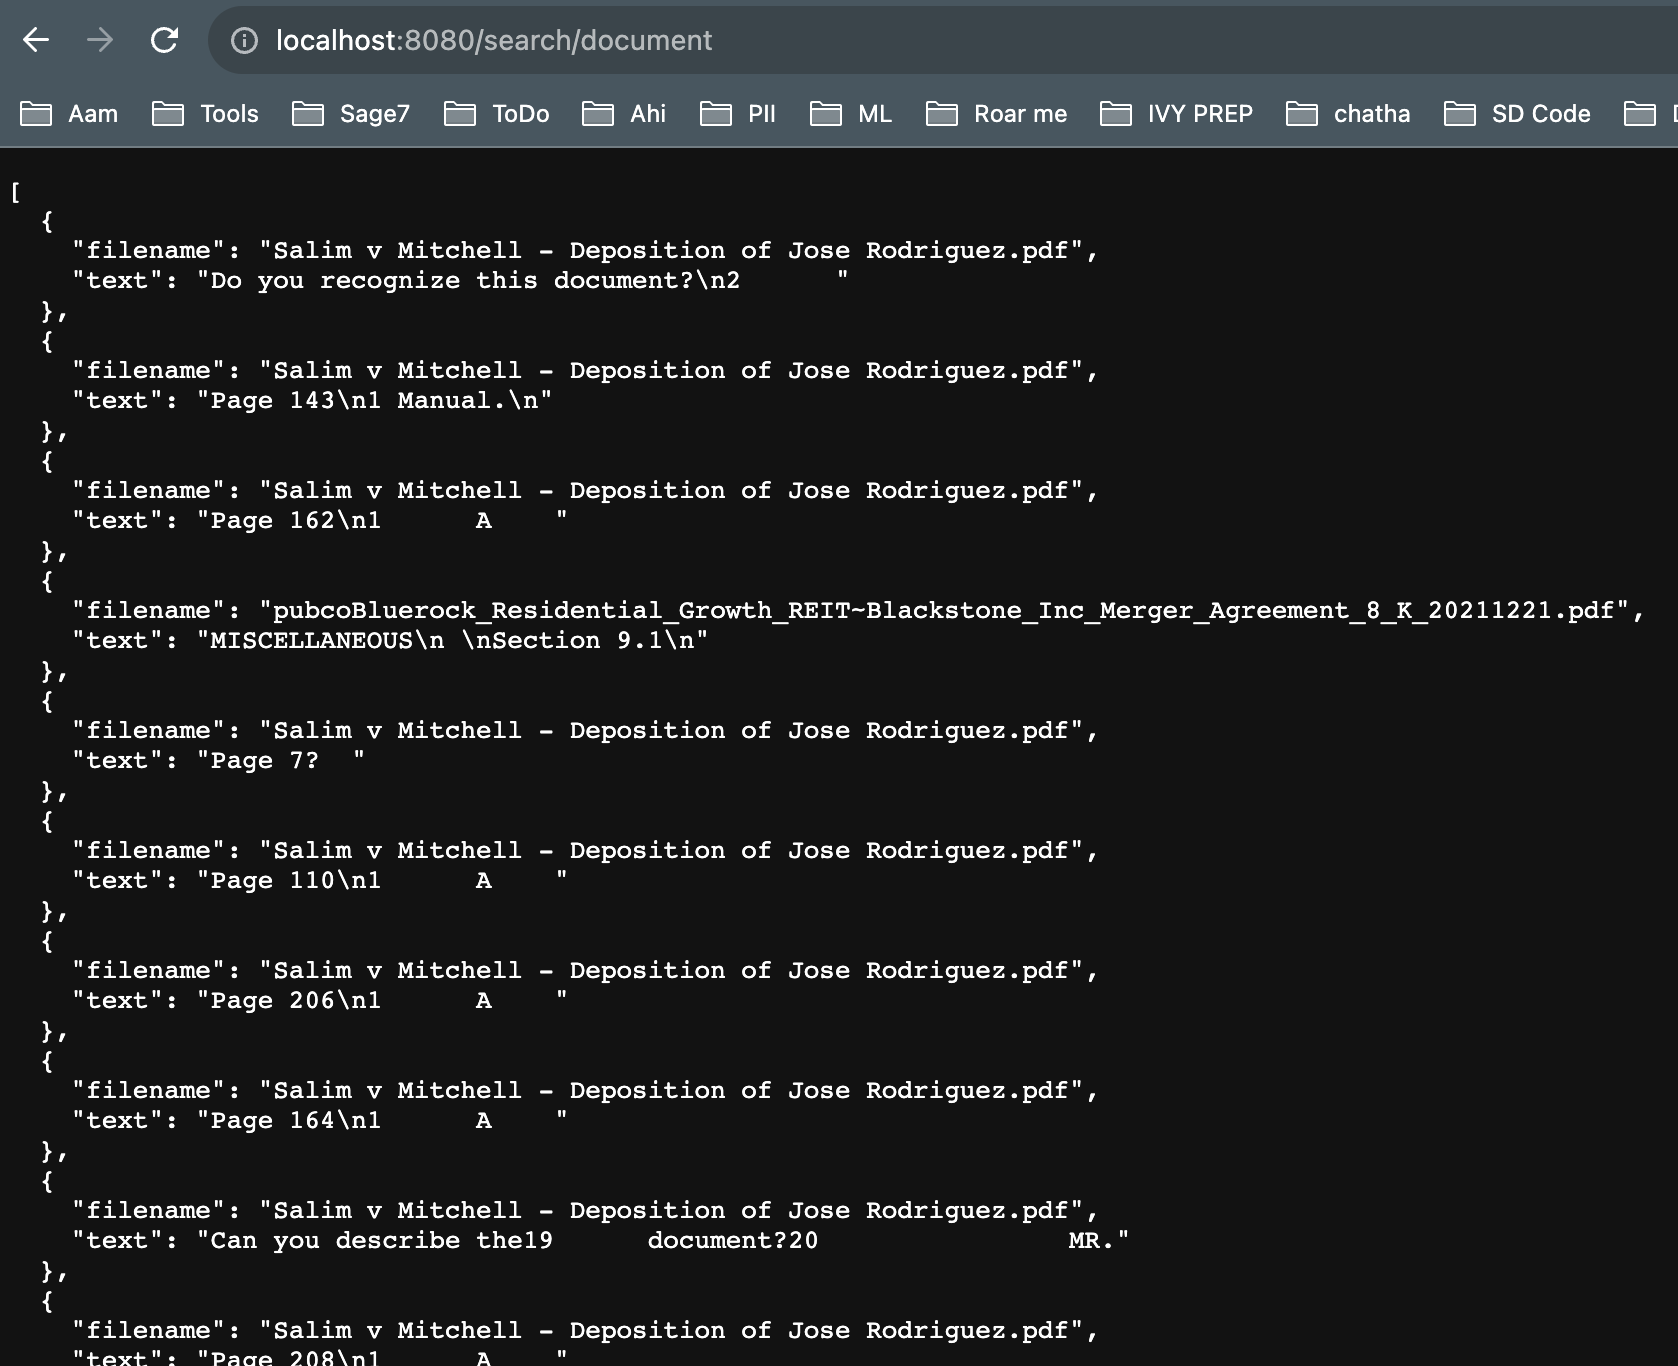 localhost:8080/search/document
Aam Tools Sage7 ToDo Ahi PII ML Roar me IVY PREP chatha SD Code
[
  {
    "filename": "Salim v Mitchell – Deposition of Jose Rodriguez.pdf",
    "text": "Do you recognize this document?\n2      "
  },
  {
    "filename": "Salim v Mitchell – Deposition of Jose Rodriguez.pdf",
    "text": "Page 143\n1 Manual.\n"
  },
  {
    "filename": "Salim v Mitchell – Deposition of Jose Rodriguez.pdf",
    "text": "Page 162\n1      A    "
  },
  {
    "filename": "pubcoBluerock_Residential_Growth_REIT~Blackstone_Inc_Merger_Agreement_8_K_20211221.pdf",
    "text": "MISCELLANEOUS\n \nSection 9.1\n"
  },
  {
    "filename": "Salim v Mitchell – Deposition of Jose Rodriguez.pdf",
    "text": "Page 7?  "
  },
  {
    "filename": "Salim v Mitchell – Deposition of Jose Rodriguez.pdf",
    "text": "Page 110\n1      A    "
  },
  {
    "filename": "Salim v Mitchell – Deposition of Jose Rodriguez.pdf",
    "text": "Page 206\n1      A    "
  },
  {
    "filename": "Salim v Mitchell – Deposition of Jose Rodriguez.pdf",
    "text": "Page 164\n1      A    "
  },
  {
    "filename": "Salim v Mitchell – Deposition of Jose Rodriguez.pdf",
    "text": "Can you describe the19      document?20                MR."
  },
  {
    "filename": "Salim v Mitchell – Deposition of Jose Rodriguez.pdf",
    "text": "Page 208\n1      A    "